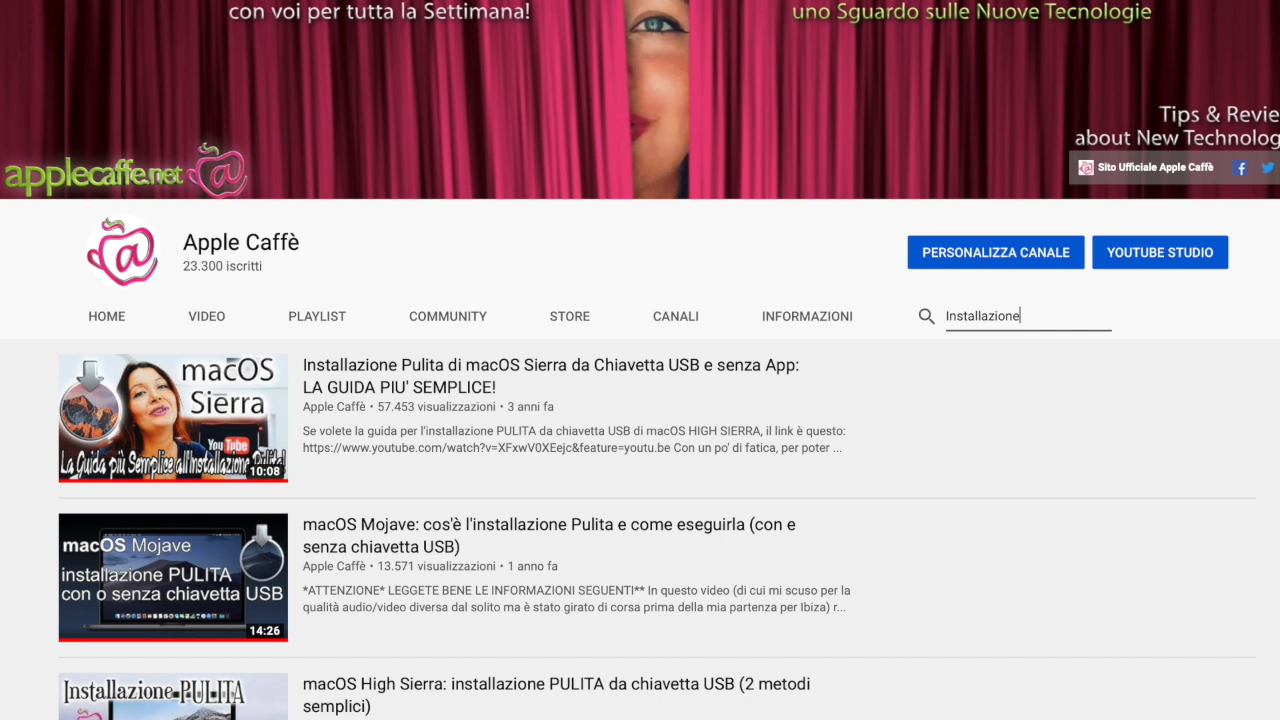 con voi per tutta la Settimana!
uno Sguardo sulle Nuove Tecnologie
Tips & Revie
about New Technolog
applecaffe.net
Sito Ufficiale Apple Caffè
Apple Caffè
23.300 iscritti
PERSONALIZZA CANALE
YOUTUBE STUDIO
HOME
VIDEO
PLAYLIST
COMMUNITY
STORE
CANALI
INFORMAZIONI
Installazione
macOS
Sierra
You Tube
La Guida più Semplice all'Installazione Pulita!
10:08
Installazione Pulita di macOS Sierra da Chiavetta USB e senza App:
LA GUIDA PIU' SEMPLICE!
Apple Caffè • 57.453 visualizzazioni • 3 anni fa
Se volete la guida per l'installazione PULITA da chiavetta USB di macOS HIGH SIERRA, il link è questo:
https://www.youtube.com/watch?v=XFxwV0XEejc&feature=youtu.be Con un po' di fatica, per poter ...
macOS Mojave
installazione PULITA
con o senza chiavetta USB
14:26
macOS Mojave: cos'è l'installazione Pulita e come eseguirla (con e
senza chiavetta USB)
Apple Caffè • 13.571 visualizzazioni • 1 anno fa
*ATTENZIONE* LEGGETE BENE LE INFORMAZIONI SEGUENTI** In questo video (di cui mi scuso per la
qualità audio/video diversa dal solito ma è stato girato di corsa prima della mia partenza per Ibiza) r...
Installazione PULITA
macOS High Sierra: installazione PULITA da chiavetta USB (2 metodi
semplici)